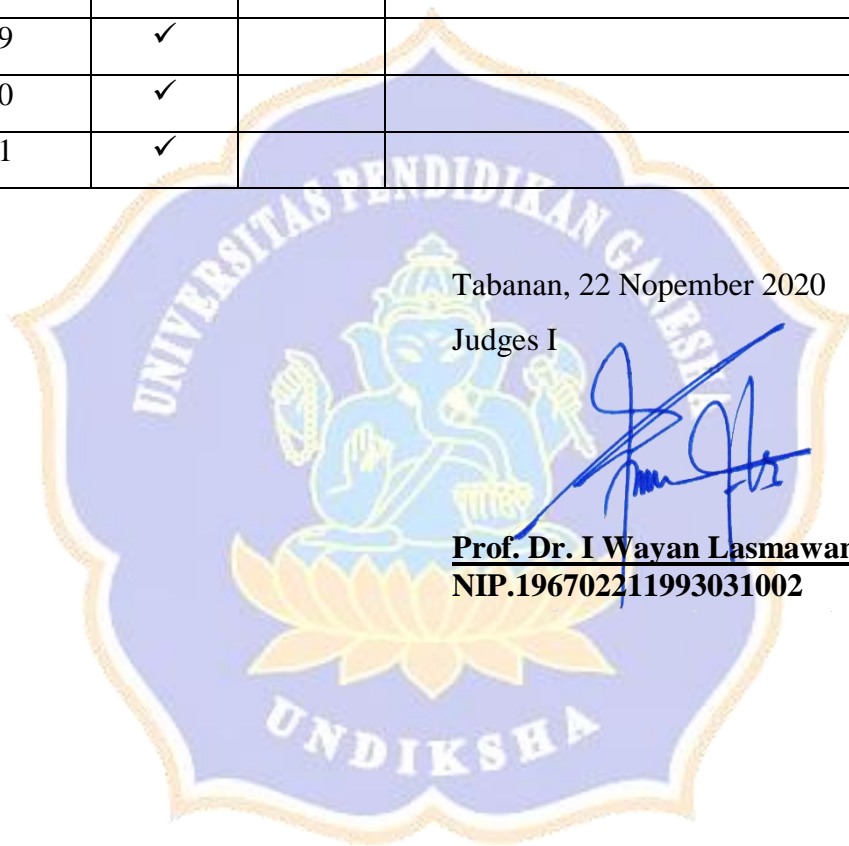 9 ✓
0 ✓
1 ✓
UNIVERSITAS PENDIDIKAN GANESHA
Tabanan, 22 Nopember 2020
Judges I
Prof. Dr. I Wayan Lasmawan
NIP.196702211993031002
UNDIKSHA